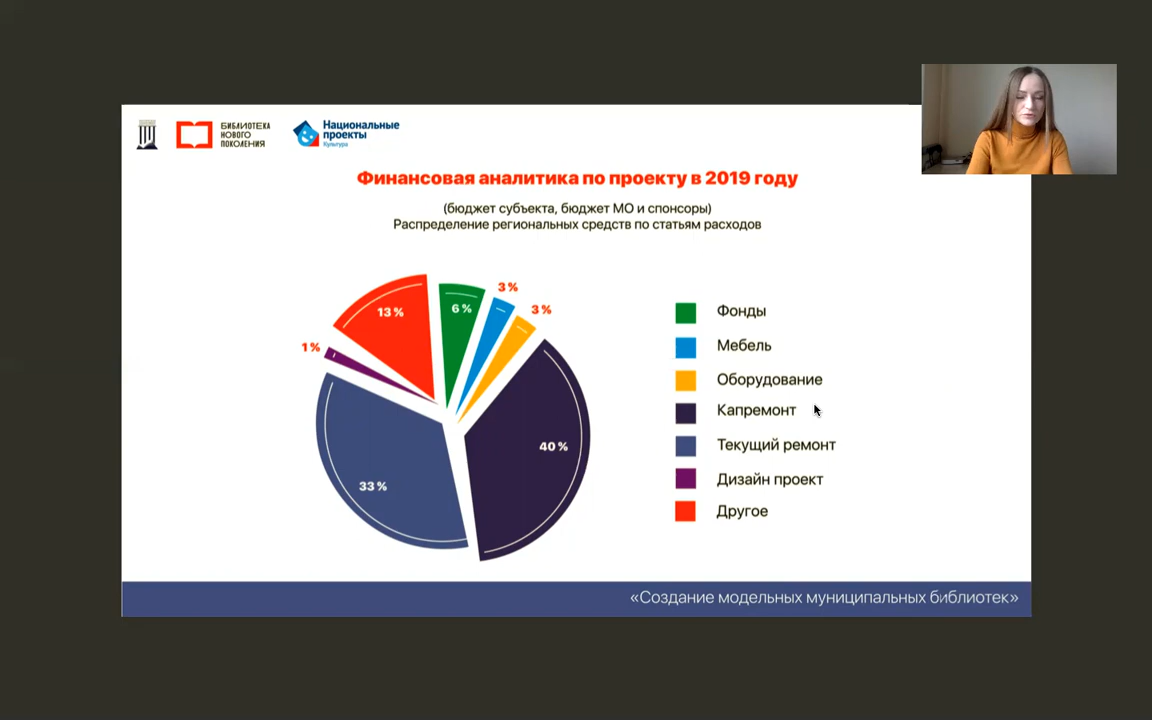 БИБЛИОТЕКА
НОВОГО
ПОКОЛЕНИЯ
Национальные
проекты
Культура
Финансовая аналитика по проекту в 2019 году
(бюджет субъекта, бюджет МО и спонсоры)
Распределение региональных средств по статьям расходов
13 %
6 %
3 %
3 %
1 %
40 %
33 %
Фонды
Мебель
Оборудование
Капремонт
Текущий ремонт
Дизайн проект
Другое
«Создание модельных муниципальных библиотек»